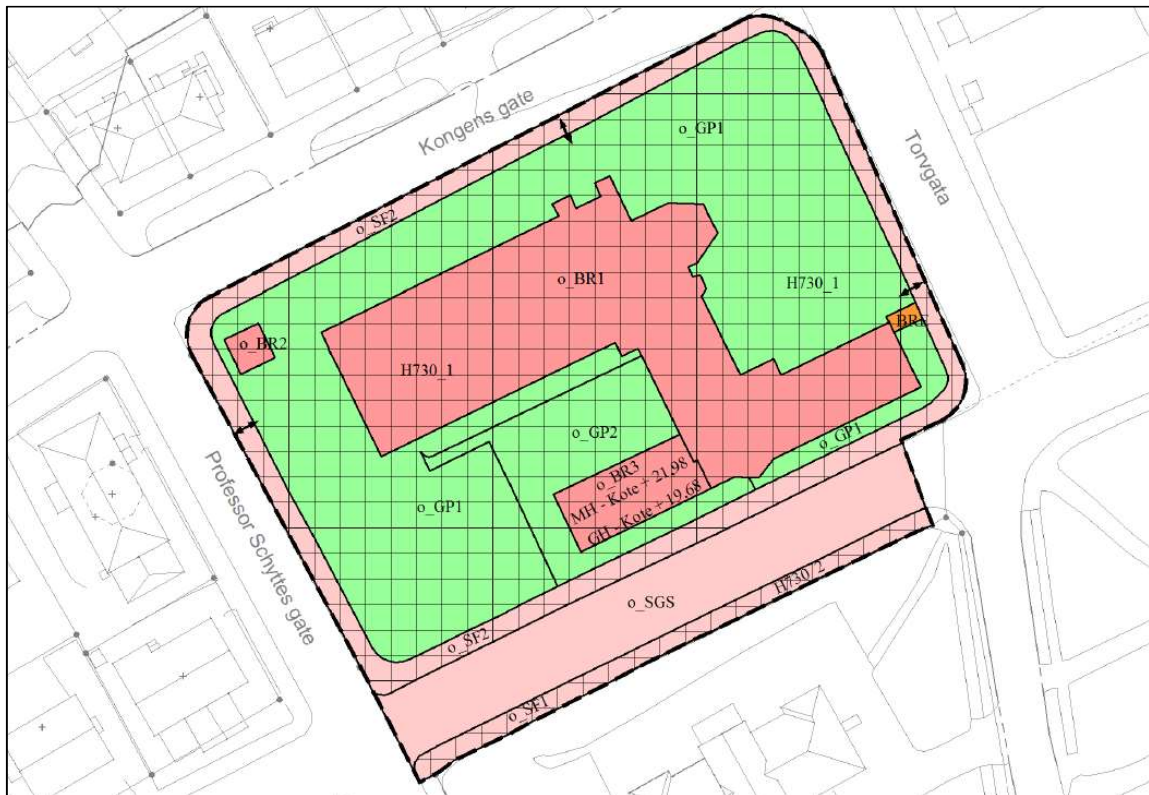 Kongens gate
o_GP1
Torvgata
o_SF2
o_BR1
H730_1
BRE
o_BR2
H730_1
o_GP2
o_GP1
o_BR3
MH - Kote + 21,98
GH - Kote + 19,68
o_GP1
Professor Schyttes gate
H730_2
o_SGS
o_SF2
o_SF1